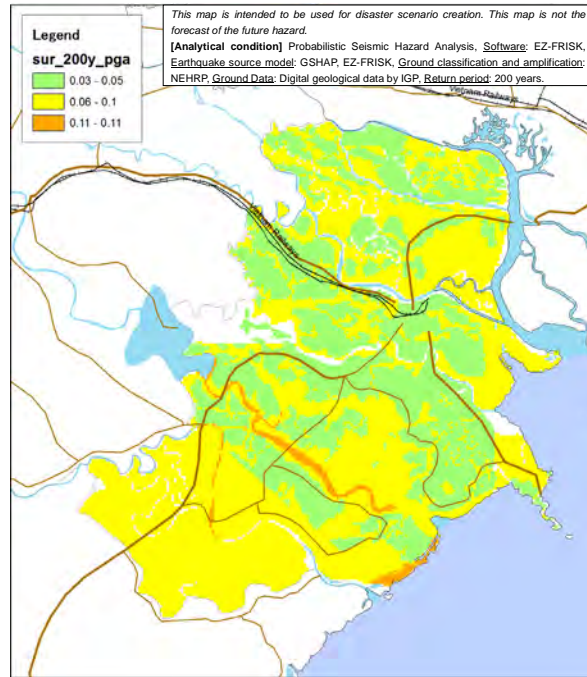 This map is intended to be used for disaster scenario creation. This map is not the
forecast of the future hazard.
[Analytical condition] Probabilistic Seismic Hazard Analysis, Software: EZ-FRISK,
Earthquake source model: GSHAP, EZ-FRISK, Ground classification and amplification:
NEHRP, Ground Data: Digital geological data by IGP, Return period: 200 years.
Legend
sur_200y_pga
0.03 - 0.05
0.06 - 0.1
0.11 - 0.11
Vietnam Railways
Vietnam Railways